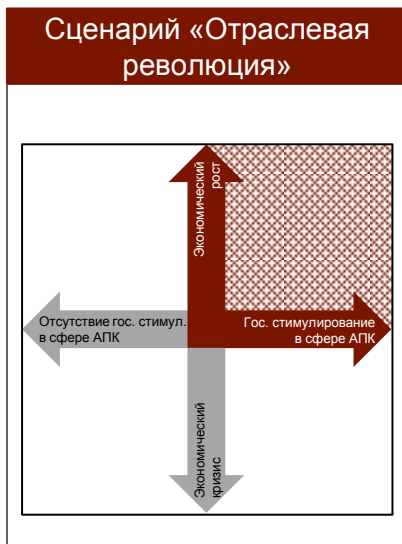 Сценарий «Отраслевая
революция»
Экономический
рост
Отсутствие гос. стимул.
в сфере АПК
Гос. стимулирование
в сфере АПК
Экономический
кризис